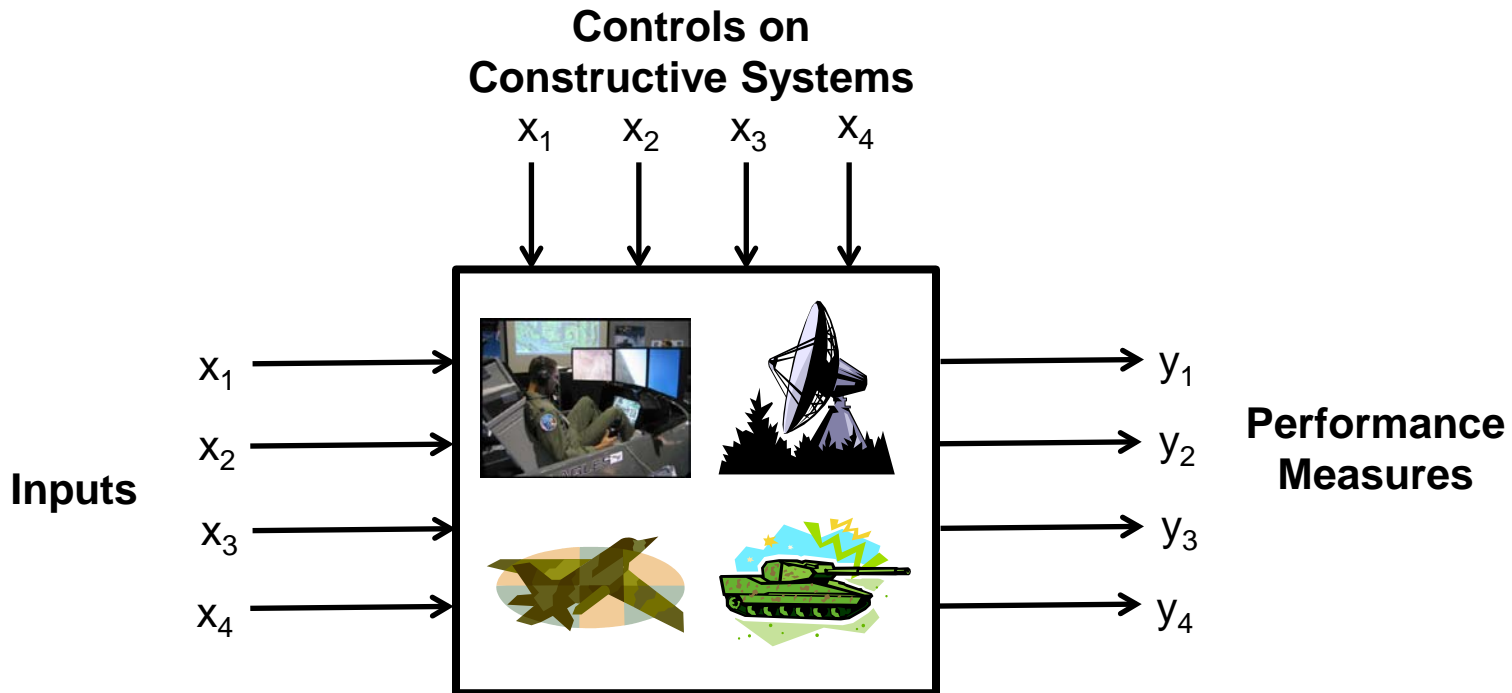 Controls on
Constructive Systems
x₁ x₂ x₃ x₄
x₁
x₂
Inputs
x₃
x₄
y₁
y₂
Performance
Measures
y₃
y₄